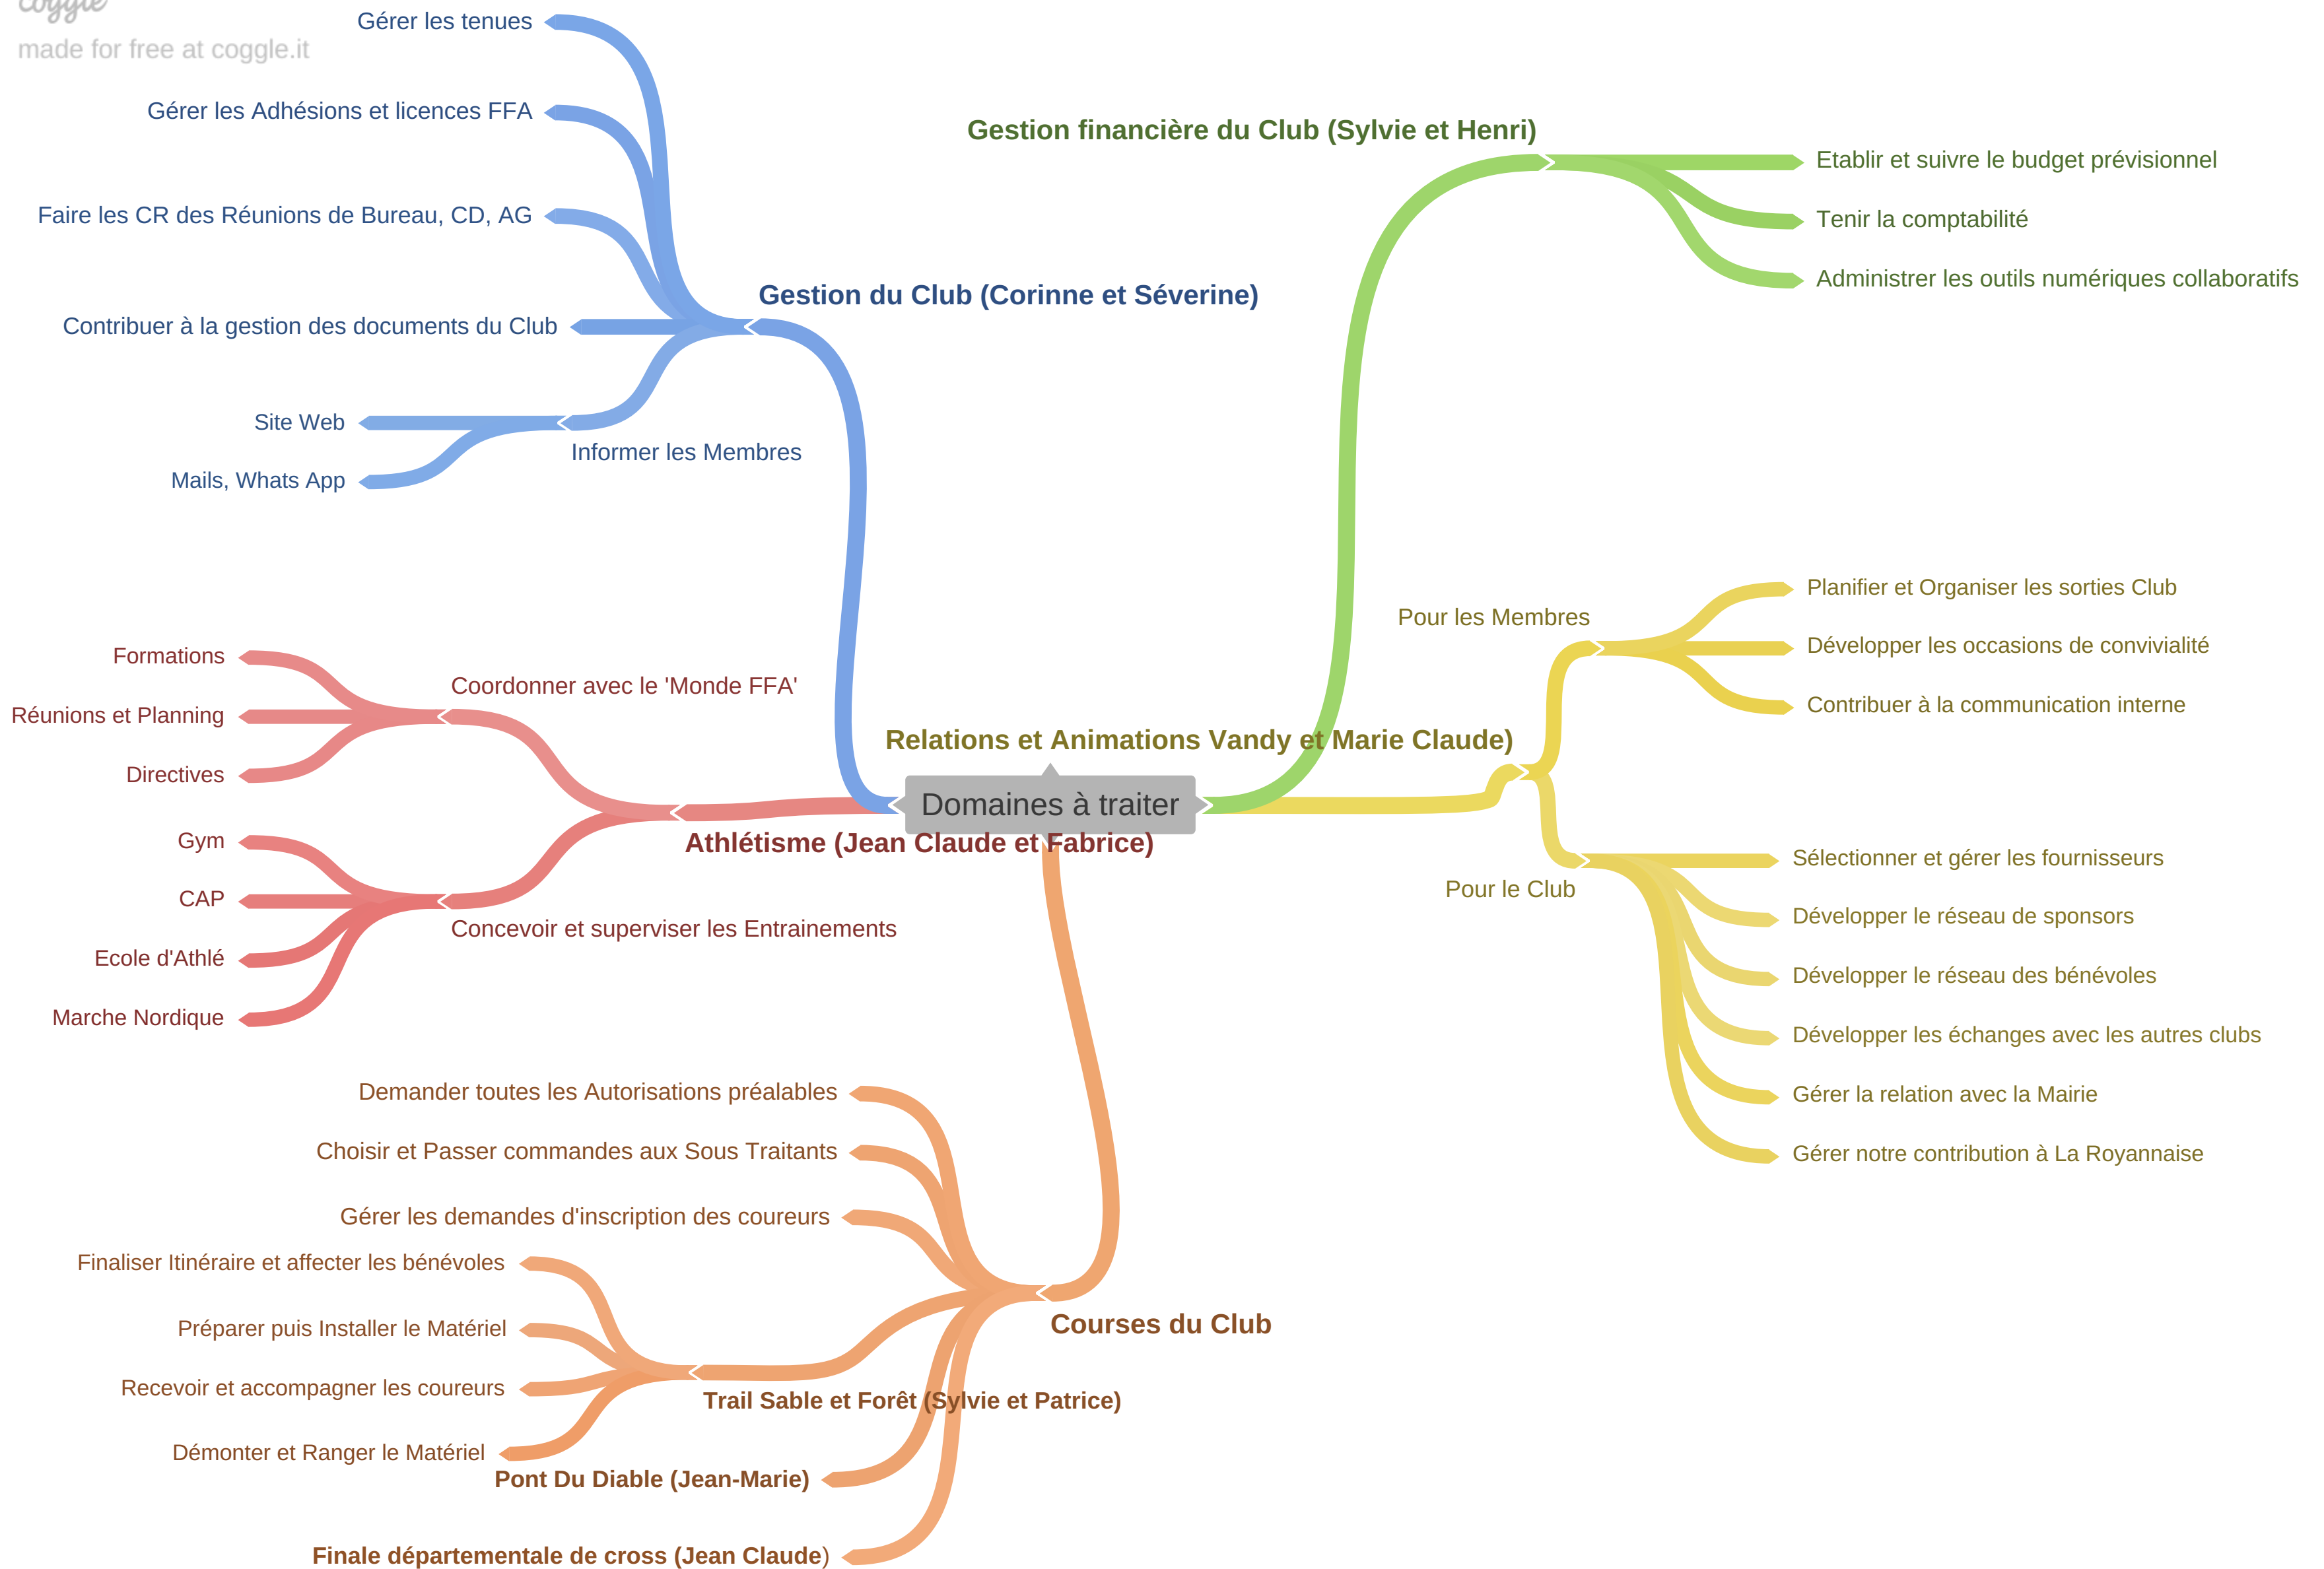 coggle
made for free at coggle.it
Gérer les tenues
Gérer les Adhésions et licences FFA
Faire les CR des Réunions de Bureau, CD, AG
Contribuer à la gestion des documents du Club
Gestion du Club (Corinne et Séverine)
Site Web
Mails, Whats App
Informer les Membres
Gestion financière du Club (Sylvie et Henri)
Etablir et suivre le budget prévisionnel
Tenir la comptabilité
Administrer les outils numériques collaboratifs
Formations
Réunions et Planning
Directives
Coordonner avec le 'Monde FFA'
Gym
CAP
Ecole d'Athlé
Marche Nordique
Concevoir et superviser les Entrainements
Relations et Animations Vandy et Marie Claude)
Domaines à traiter
Athlétisme (Jean Claude et Fabrice)
Pour les Membres
Planifier et Organiser les sorties Club
Développer les occasions de convivialité
Contribuer à la communication interne
Pour le Club
Sélectionner et gérer les fournisseurs
Développer le réseau de sponsors
Développer le réseau des bénévoles
Développer les échanges avec les autres clubs
Gérer la relation avec la Mairie
Gérer notre contribution à La Royannaise
Demander toutes les Autorisations préalables
Choisir et Passer commandes aux Sous Traitants
Gérer les demandes d'inscription des coureurs
Courses du Club
Finaliser Itinéraire et affecter les bénévoles
Préparer puis Installer le Matériel
Recevoir et accompagner les coureurs
Démonter et Ranger le Matériel
Trail Sable et Forêt (Sylvie et Patrice)
Pont Du Diable (Jean-Marie)
Finale départementale de cross (Jean Claude)